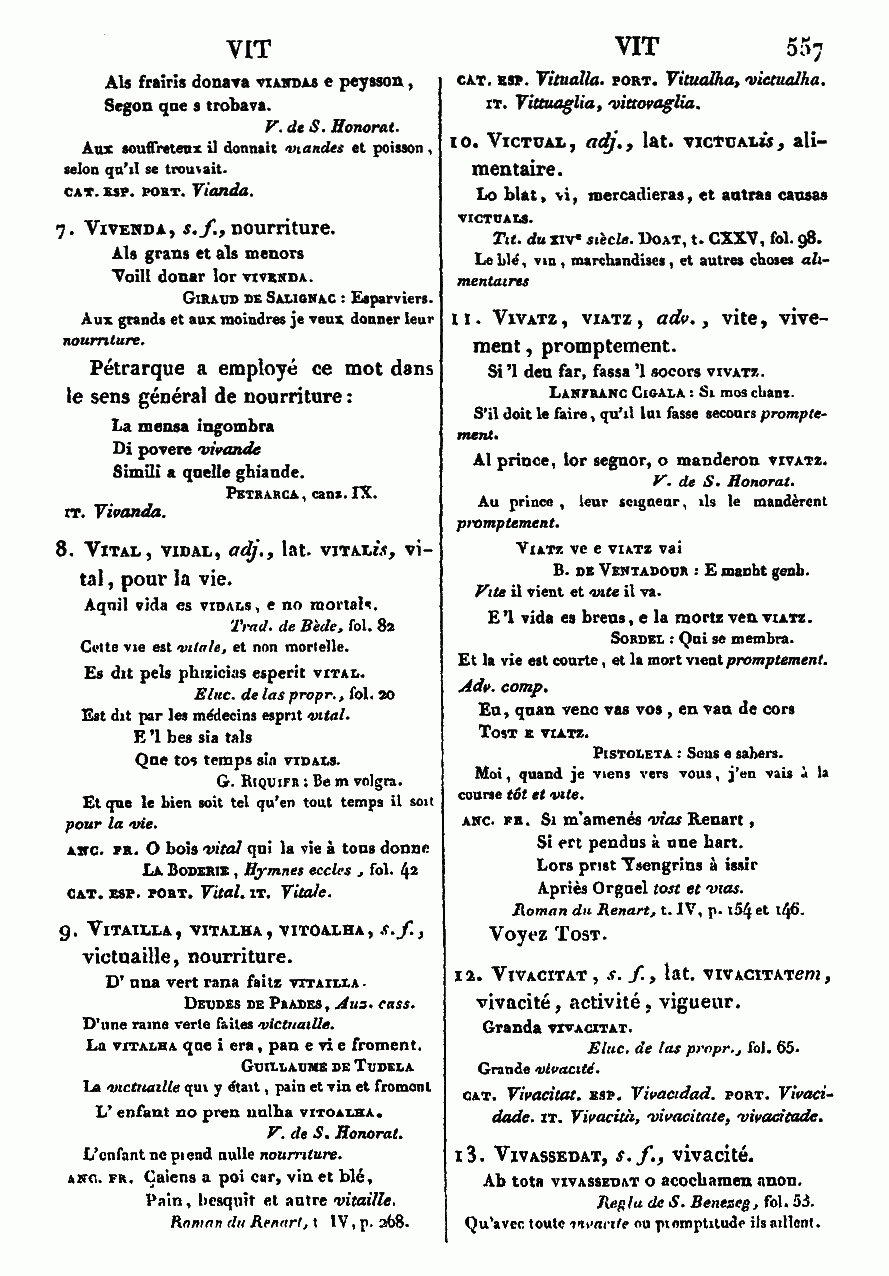 VIT
VIT 557
Als frairis donava VIANDAS e peysson,
Segon que s trobava.
V. de S. Honorat.
Aux souffreteux il donnait viandes et poisson,
selon qu'il se trouvait.
CAT. ESP. PORT. Vianda.
7. VIVENDA, s. f., nourriture.
Als grans et als menors
Voill donar lor VIVENDA.
GIRAUD DE SALIGNAC : Esparviers.
Aux grands et aux moindres je veux donner leur
nourriture.
Pétrarque a employé ce mot dans
le sens général de nourriture :
La mensa ingombra
Di povere vivande
Simili a quelle ghiande.
PETRARCA, canz. IX.
IT. Vivanda.
8. VITAL, VIDAL, adj., lat. VITALis, vi-
tal, pour la vie.
Aquil vida es VIDALS, e no mortals.
Trad. de Bède, fol. 82
Cette vie est vitale, et non mortelle.
Es dit pels phizicias esperit VITAL.
Eluc. de las propr., fol. 20
Est dit par les médecins esprit vital.
E'l bes sia tals
Que tos temps sia VIDALS.
G. RIQUIER : Be m volgra.
Et que le bien soit tel qu'en tout temps il soit
pour la vie.
ANC. FR. O bois vital qui la vie à tous donne
LA BODERIE, Hymnes eccles , fol. 42
CAT. ESP. PORT. Vital. IT. Vitale.
9. VITAILLA, VITALHA, VITOALHA, s. f.,
victuaille, nourriture.
D' una vert rana faitz VITAILLA.
DEUDES DE PRADES, Auz. cass.
D'une raine verte faites victuaille.
La VITALHA que i era, pan e vi e froment.
GUILLAUME DE TUDELA
La victuaille qui y était, pain et vin et froment
L' enfant no pren nulha VITOALHA.
V. de S. Honorat.
L'enfant ne prend nulle nourriture.
ANC. FR. Çaiens a poi car, vin et blé,
Pain, besquit et autre vitaille.
Roman du Renart, t IV, p. 268.
CAT. ESP. Vitualla. PORT. Vitualha, victualha.
IT. Vittuaglia, vittovaglia.
10. VICTUAL, adj., lat. VICTUALis, ali-
mentaire.
Lo blat, vi, mercadieras, et autras causas
VICTUALS.
Tit. du XIVe siècle. DOAT, t. CXXV, fol. 98.
Le blé, vin, marchandises, et autres choses ali-
mentaires
11. VIVATZ, VIATZ, adv., vite, vive-
ment, promptement.
Si'l deu far, fassa'l socors VIVATZ.
LANFRANC CIGALA : Si mos chanz.
S'il doit le faire, qu'il lui fasse secours prompte-
ment.
Al prince, lor segnor, o manderon VIVATZ.
V. de S. Honorat.
Au prince, leur seigneur, ils le mandèrent
promptement.
VIATZ ve e VIATZ vai
B. DE VENTADOUR : E manht genh.
Vite il vient et vite il va.
E'l vida es breus, e la mortz ven VIATZ.
SORDEL : Qui se membra.
Et la vie est courte, et la mort vient promptement.
Adv. comp.
Eu, quan venc vas vos, en van de cors
TOST E VIATZ.
PISTOLETA : Sens e sabers.
Moi, quand je viens vers vous, j'en vais à la
course tôt et vite.
ANC. FR. Si m'amenés vias Renart,
Si ert pendus à une hart.
Lors prist Ysengrins à issir
Apriès Orguel tost et vias.
Roman du Renart, t. IV, p. 154 et 146.
Voyez TOST.
12. VIVACITAT, s. f., lat. VIVACITATem,
vivacité, activité, vigueur.
Granda VIVACITAT.
Eluc. de las propr., fol. 65.
Grande vivacité.
CAT. Vivacitat. ESP. Vivacidad. PORT. Vivaci-
dade. IT. Vivacità, vivacitate, vivacitade.
13. VIVASSEDAT, s. f., vivacité.
Ab tota VIVASSEDAT o acochamen anon.
Regla de S. Benezeg, fol. 53.
Qu'avec toute vivacité ou promptitude ils aillent.